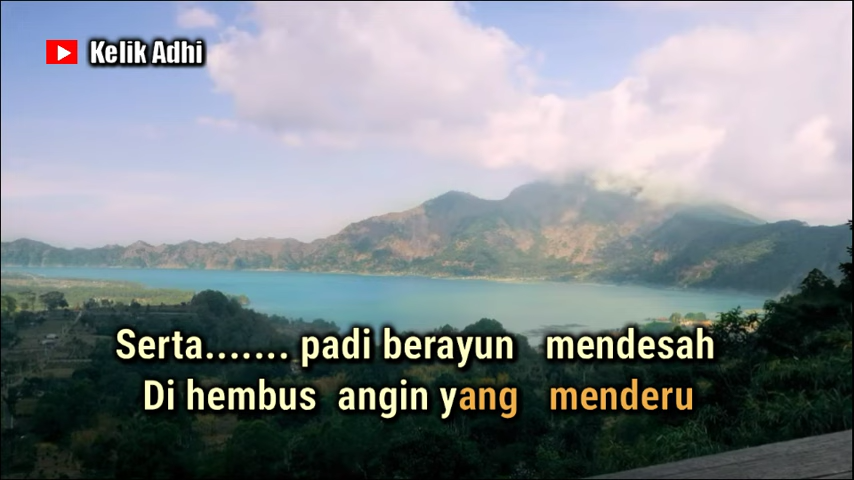 Kelik Adhi
Serta....... padi berayun mendesah
Di hembus angin yang menderu